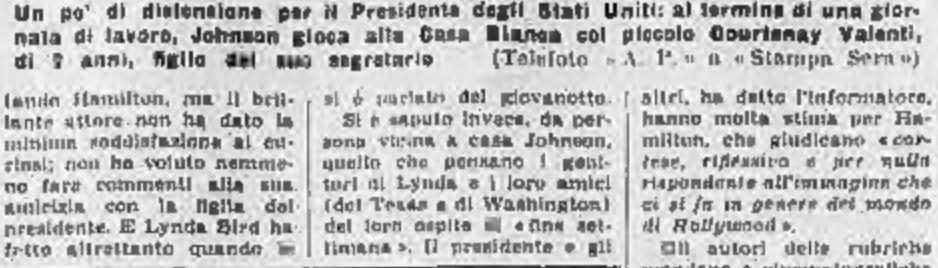 Un po' di distensione per il Presidente degli Stati Uniti: al termine di una gior-
nata di lavoro, Johnson gioca alla Casa Bianca col piccolo Courtenay Valenti,
di 2 anni, figlio del suo segretario (Telefoto « A. P. » a « Stampa Sera »)
Hamilton, ma il bril-
lante attore non ha dato la
minima soddisfazione ai cu-
riosi; non ha voluto nemme-
no fare commenti alla sua
amicizia con la figlia del
presidente. E Lynda Bird ha
fatto altrettanto quando
si è parlato del giovanotto.
Si è saputo invece, da per-
sona vicina a casa Johnson,
quello che pensano i geni-
tori di Lynda e i loro amici
(del Texas e di Washington)
del loro ospite di « fine set-
timana ». Il presidente e gli
altri, ha detto l'informatore,
hanno molta stima per Ha-
milton, che giudicano « cor-
tese, riflessivo e per nulla
rispondente all'immagine che
ci si fa in genere del mondo
di Hollywood ».
Gli autori delle rubriche